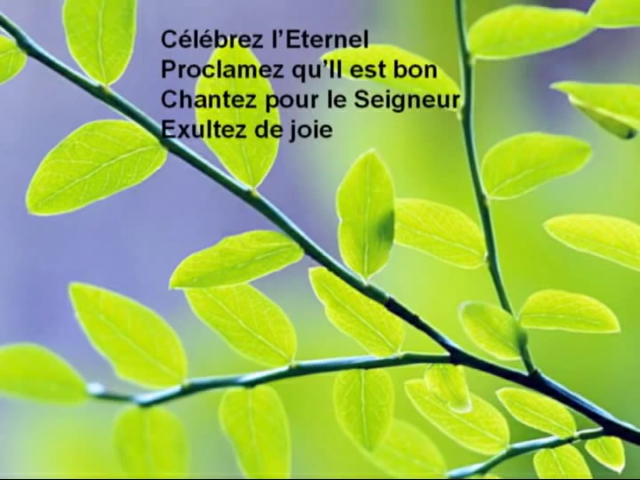 Célébrez l’Eternel
Proclamez qu’Il est bon
Chantez pour le Seigneur
Exultez de joie